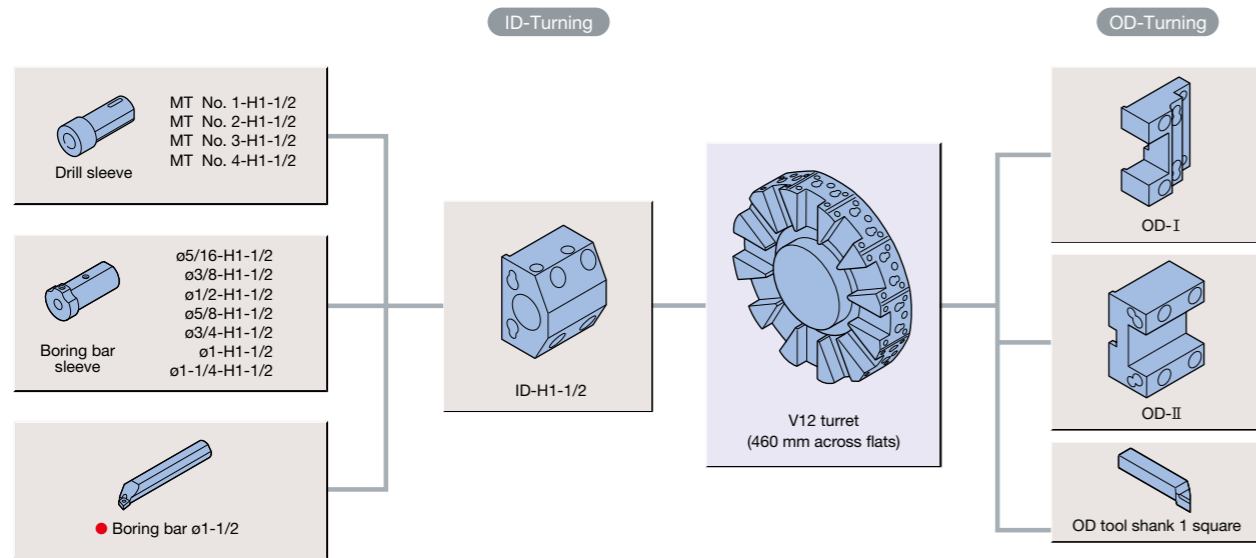 ID-Turning
OD-Turning
MT No. 1-H1-1/2
MT No. 2-H1-1/2
MT No. 3-H1-1/2
MT No. 4-H1-1/2
Drill sleeve
ø5/16-H1-1/2
ø3/8-H1-1/2
ø1/2-H1-1/2
ø5/8-H1-1/2
ø3/4-H1-1/2
ø1-H1-1/2
ø1-1/4-H1-1/2
Boring bar
sleeve
Boring bar ø1-1/2
ID-H1-1/2
V12 turret
(460 mm across flats)
OD-I
OD-II
OD tool shank 1 square